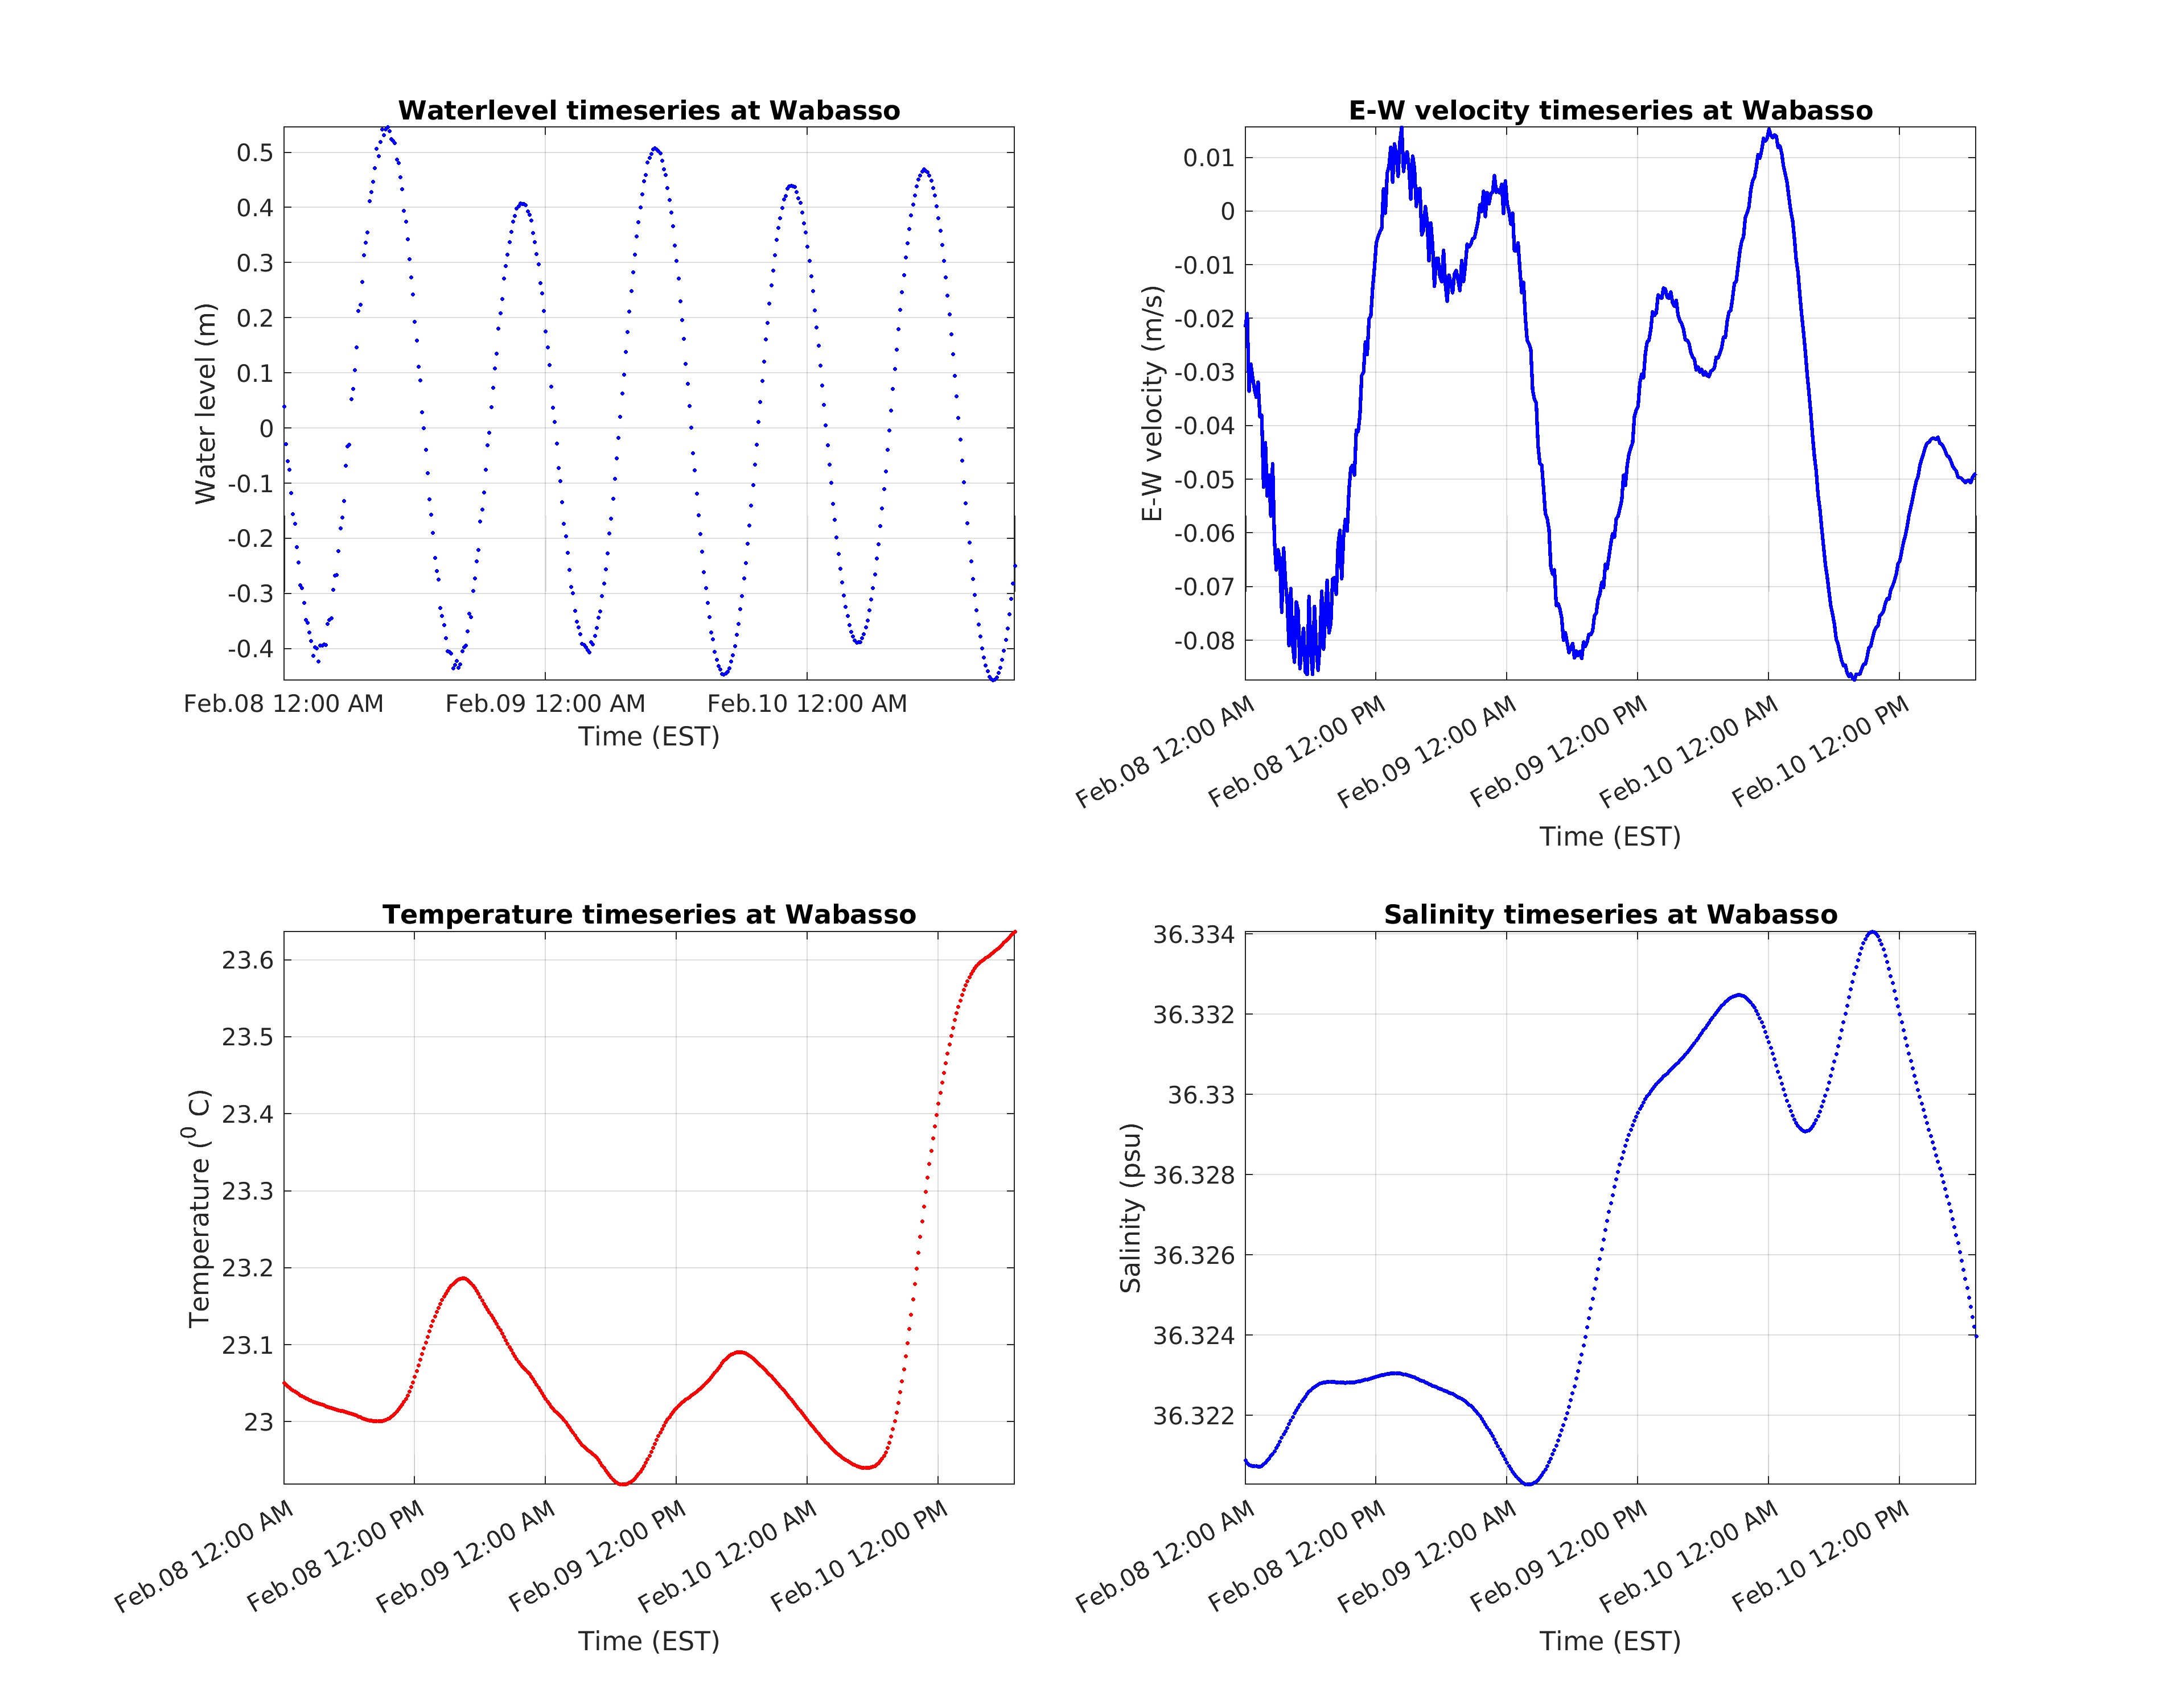 Waterlevel timeseries at Wabasso
0.5
0.4
0.3
0.2
0.1
0
-0.1
-0.2
-0.3
-0.4
Water level (m)
Feb.08 12:00 AM Feb.09 12:00 AM Feb.10 12:00 AM
Time (EST)
E-W velocity timeseries at Wabasso
0.01
0
-0.01
-0.02
-0.03
-0.04
-0.05
-0.06
-0.07
-0.08
E-W velocity (m/s)
Feb.08 12:00 AM
Feb.08 12:00 PM
Feb.09 12:00 AM
Feb.09 12:00 PM
Feb.10 12:00 AM
Feb.10 12:00 PM
Time (EST)
Temperature timeseries at Wabasso
23.6
23.5
23.4
23.3
23.2
23.1
23
Temperature (⁰ C)
Feb.08 12:00 AM
Feb.08 12:00 PM
Feb.09 12:00 AM
Feb.09 12:00 PM
Feb.10 12:00 AM
Feb.10 12:00 PM
Time (EST)
Salinity timeseries at Wabasso
36.334
36.332
36.33
36.328
36.326
36.324
36.322
Salinity (psu)
Feb.08 12:00 AM
Feb.08 12:00 PM
Feb.09 12:00 AM
Feb.09 12:00 PM
Feb.10 12:00 AM
Feb.10 12:00 PM
Time (EST)